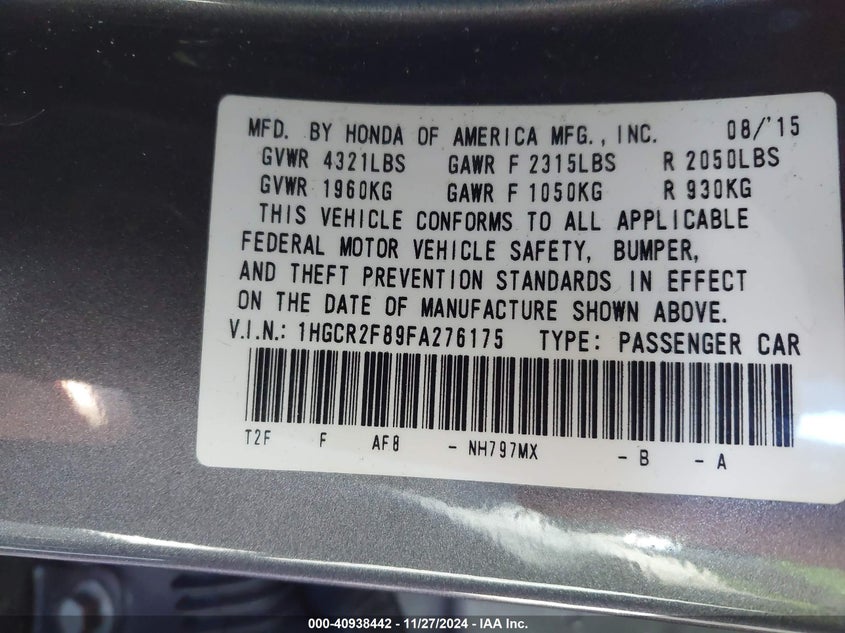 MFD. BY HONDA OF AMERICA MFG., INC. 08/'15
GVWR 4321LBS GAWR F 2315LBS R 2050LBS
GVWR 1960KG GAWR F 1050KG R 930KG
THIS VEHICLE CONFORMS TO ALL APPLICABLE
FEDERAL MOTOR VEHICLE SAFETY, BUMPER,
AND THEFT PREVENTION STANDARDS IN EFFECT
ON THE DATE OF MANUFACTURE SHOWN ABOVE.
V.I.N.: 1HGCR2F89FA276175 TYPE: PASSENGER CAR
T2F F AF8 - NH797MX - B - A
000-40938442 - 11/27/2024 - IAA Inc.